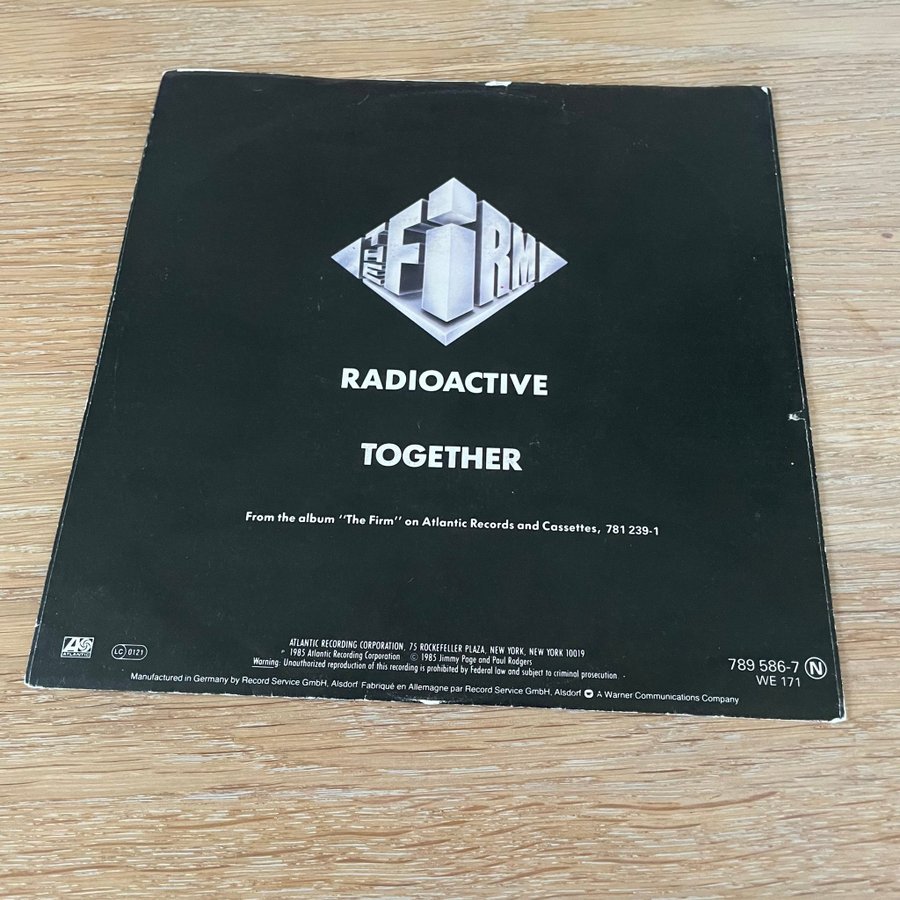 THE FiRM
RADIOACTIVE
TOGETHER
From the album "The Firm" on Atlantic Records and Cassettes, 781 239-1
ATLANTIC
LC 0121
ATLANTIC RECORDING CORPORATION, 75 ROCKEFELLER PLAZA, NEW YORK, NEW YORK 10019
℗ 1985 Atlantic Recording Corporation © 1985 Jimmy Page and Paul Rodgers
Warning: Unauthorized reproduction of this recording is prohibited by Federal law and subject to criminal prosecution.
Manufactured in Germany by Record Service GmbH, Alsdorf. Fabriqué en Allemagne par Record Service GmbH, Alsdorf A Warner Communications Company
789 586-7 N
WE 171